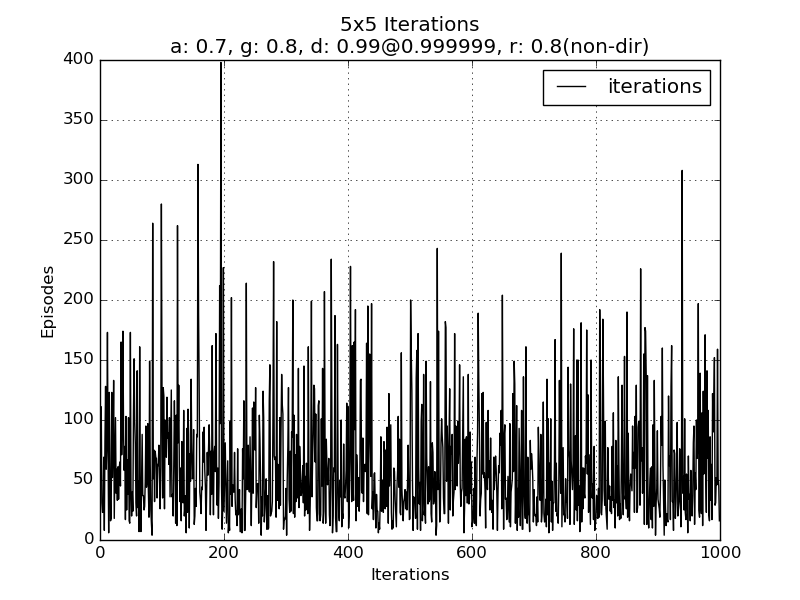 5x5 Iterations
a: 0.7, g: 0.8, d: 0.99@0.999999, r: 0.8(non-dir)
400
350
300
250
200
150
100
50
0
iterations
Episodes
0 200 400 600 800 1000
Iterations